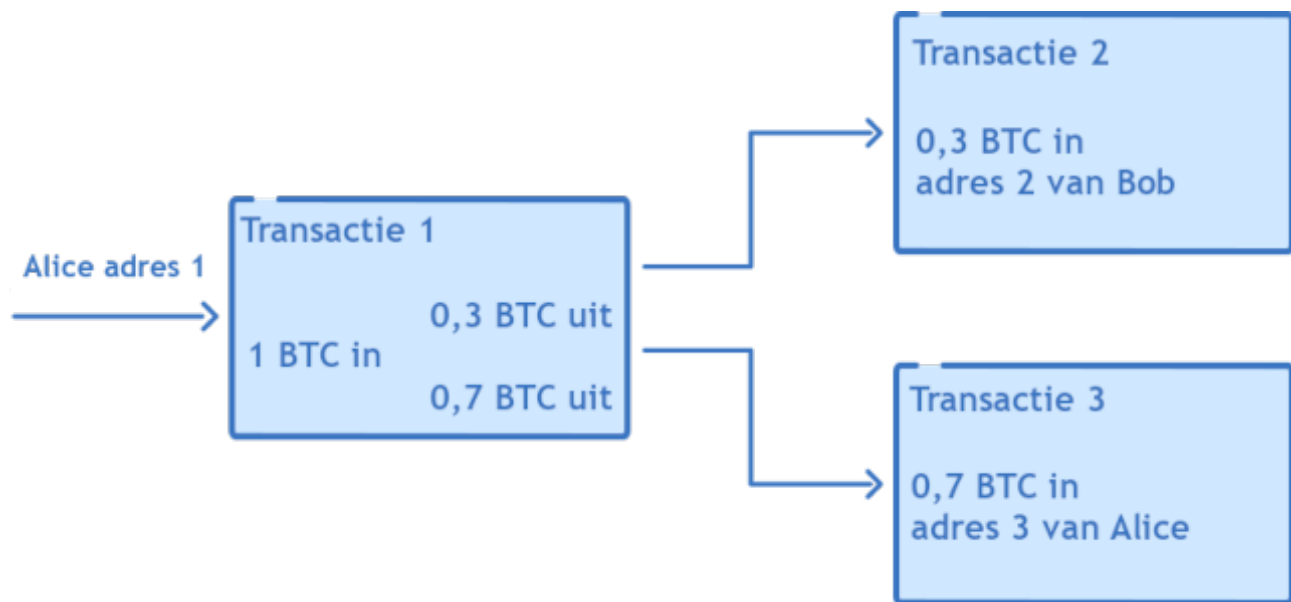 Alice adres 1
Transactie 1
0,3 BTC uit
1 BTC in
0,7 BTC uit
Transactie 2
0,3 BTC in
adres 2 van Bob
Transactie 3
0,7 BTC in
adres 3 van Alice